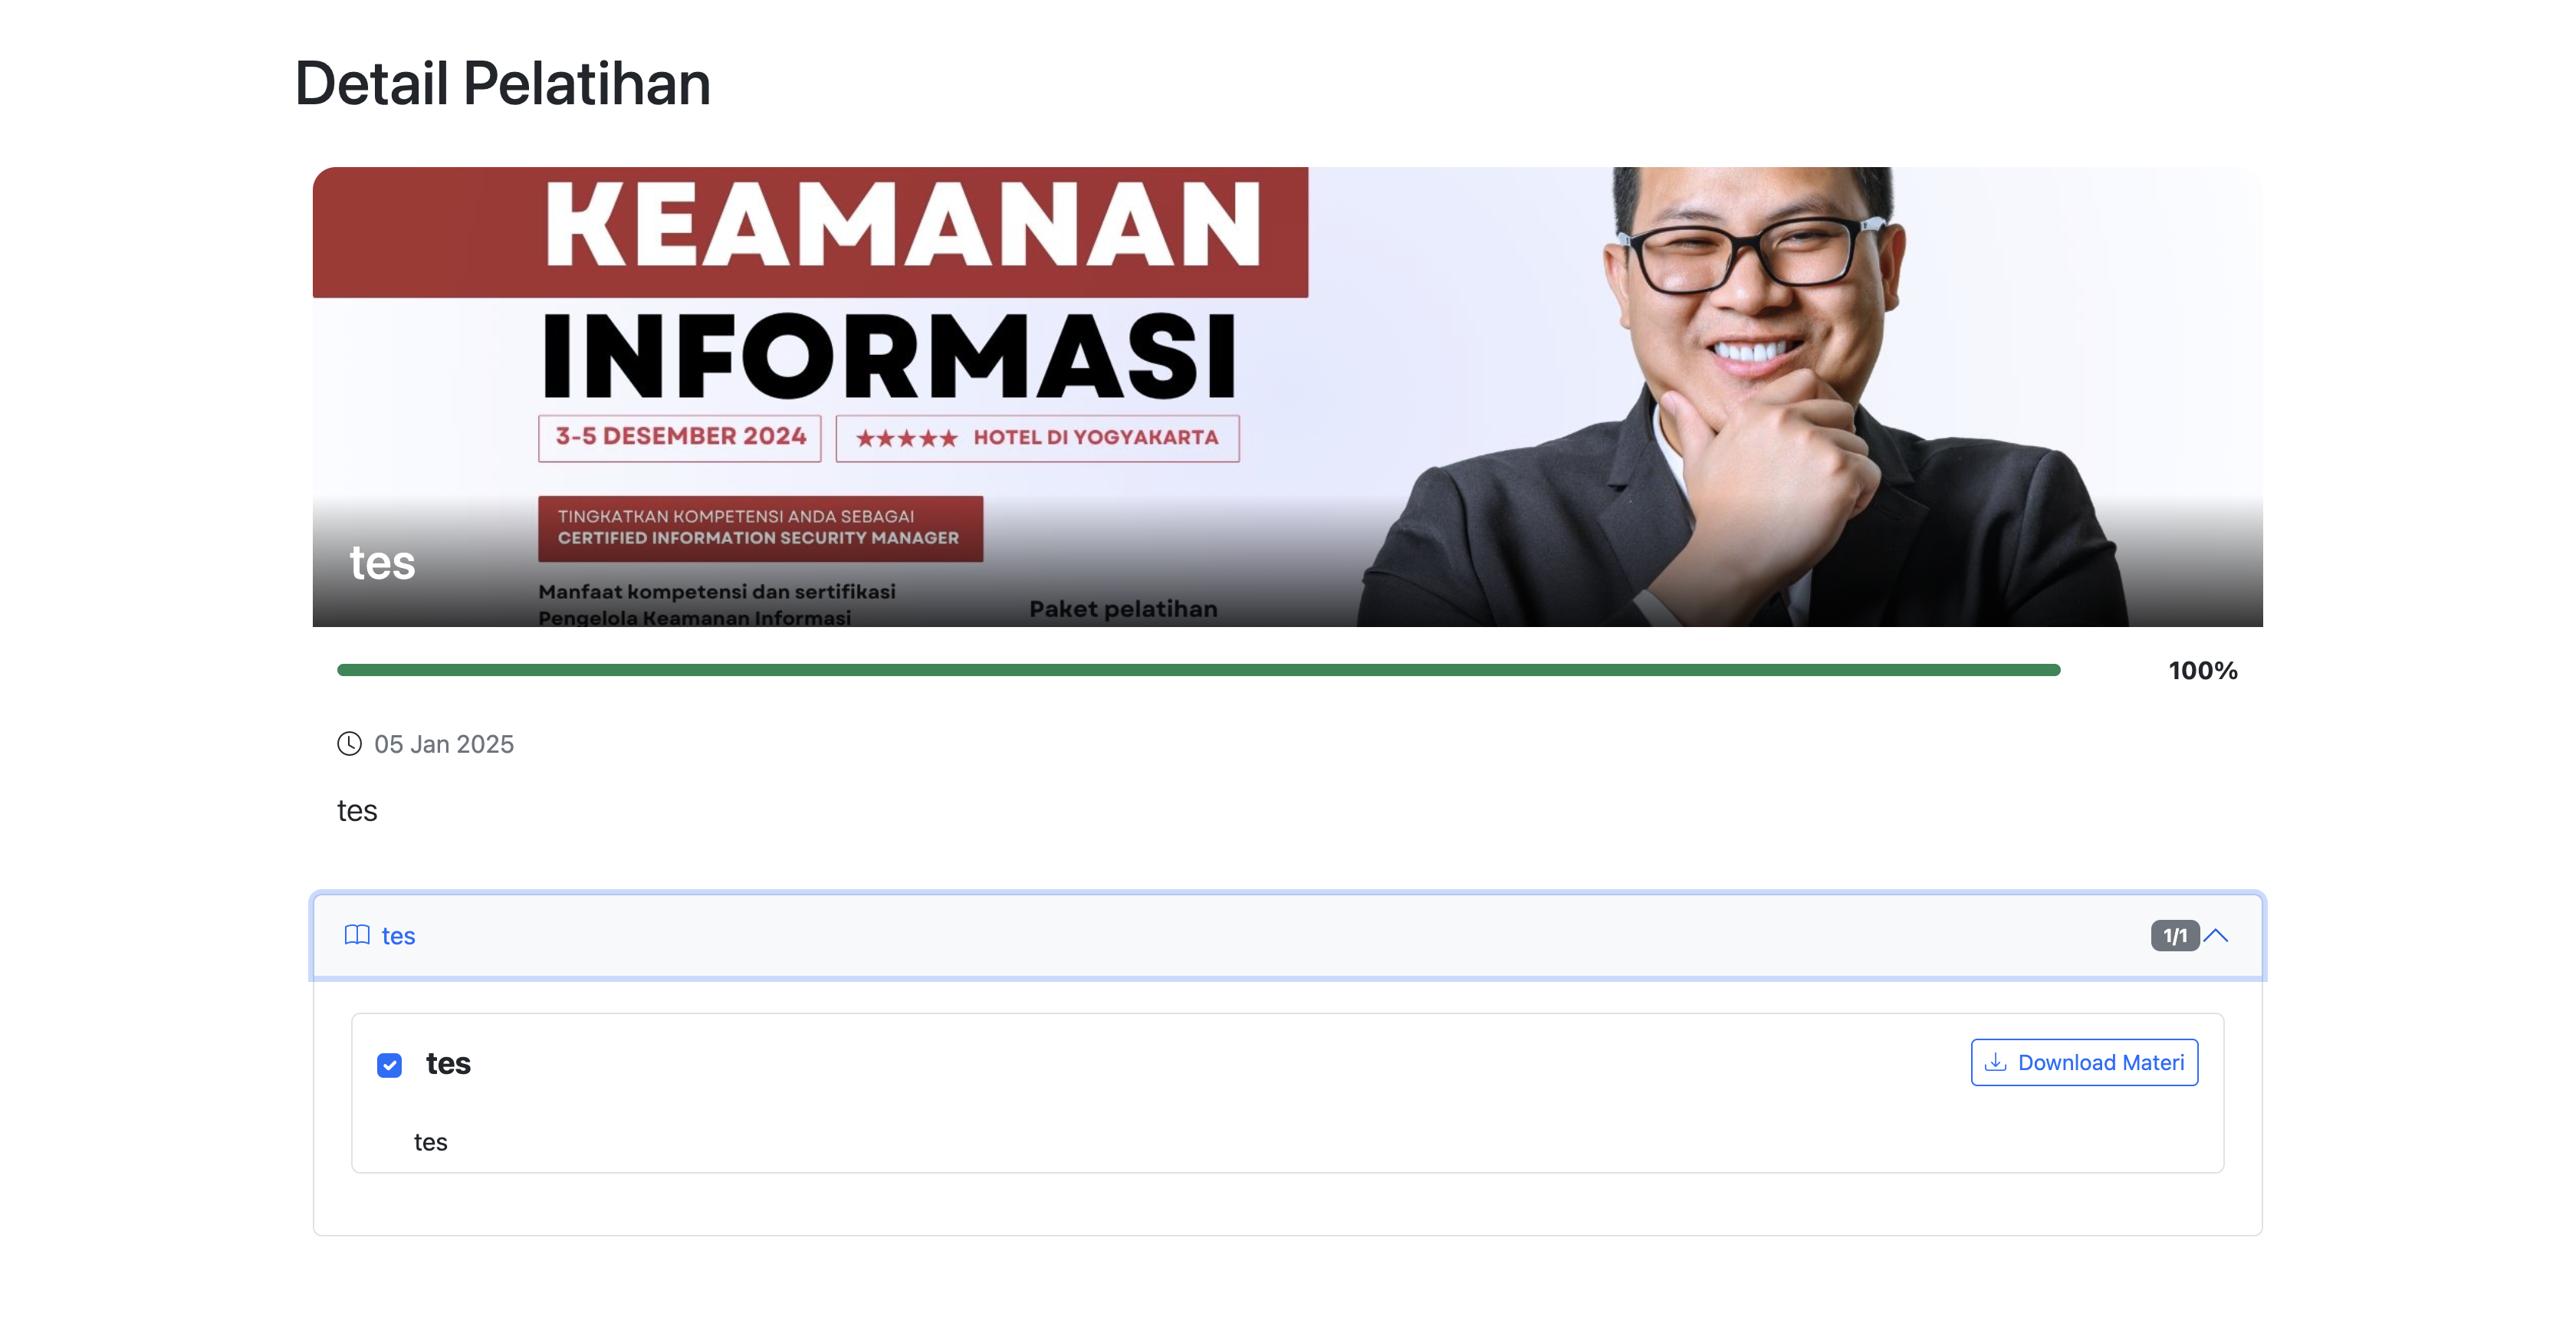 Detail Pelatihan
KEAMANAN
INFORMASI
3-5 DESEMBER 2024
★★★★★ HOTEL DI YOGYAKARTA
TINGKATKAN KOMPETENSI ANDA SEBAGAI
CERTIFIED INFORMATION SECURITY MANAGER
tes
Manfaat kompetensi dan sertifikasi
Pengelola Keamanan Informasi
Paket pelatihan
100%
05 Jan 2025
tes
tes
1/1
tes
Download Materi
tes